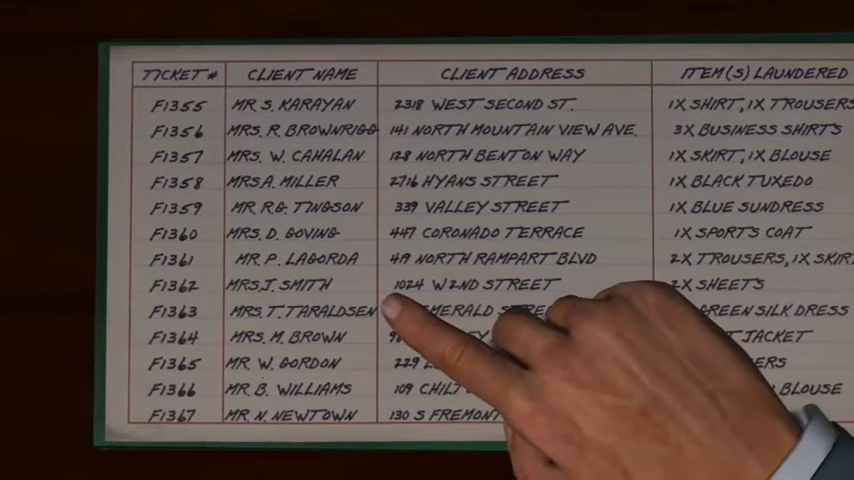 TICKET# CLIENT NAME CLIENT ADDRESS ITEM(S) LAUNDERED
F1355 MR S. KARAYAN 2318 WEST SECOND ST. 1X SHIRT, 1X TROUSERS
F1356 MRS. R BROWNRIGG 141 NORTH MOUNTAIN VIEW AVE. 3X BUSINESS SHIRTS
F1357 MRS. W. CAHALAN 128 NORTH BENTON WAY 1X SKIRT, 1X BLOUSE
F1358 MRS A. MILLER 2716 HYANS STREET 1X BLACK TUXEDO
F1359 MR R.G. TINGSON 339 VALLEY STREET 1X BLUE SUNDRESS
F1360 MRS. D. GOVING 447 CORONADO TERRACE 1X SPORTS COAT
F1361 MR. P. LAGORDA 419 NORTH RAMPART BLVD 2X TROUSERS, 1X SKIRT
F1362 MRS. J. SMITH 1024 W 2ND STREET 2X SHEETS
F1363 MRS. T. TARALDSEN EMERALD GREEN SILK DRESS
F1364 MRS. M. BROWN JACKET
F1365 MR. W. GORDON 229
F1366 MR. B. WILLIAMS 109 BLOUSE
F1367 MR. N. NEWTOWN 130 S FREMONT